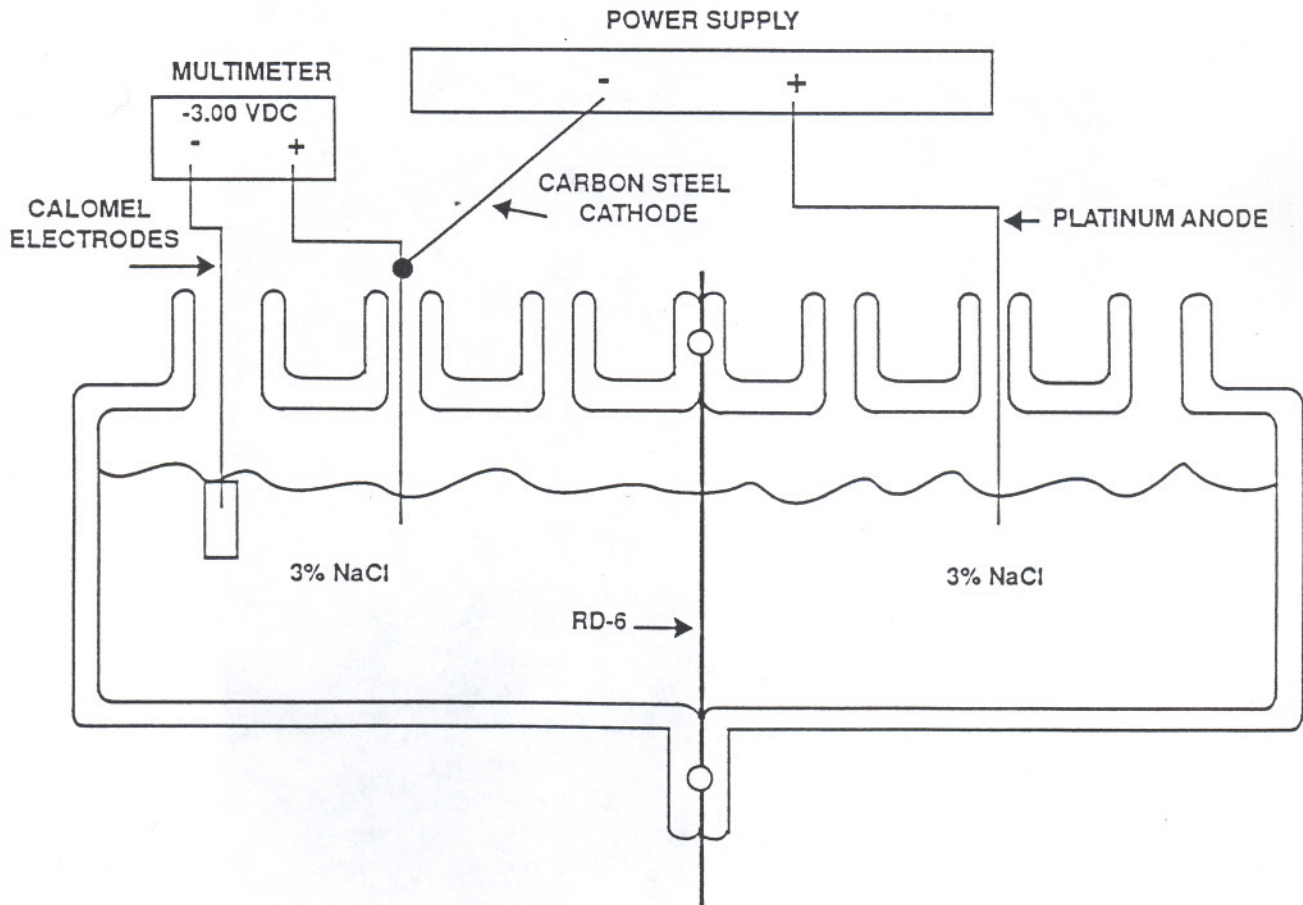 POWER SUPPLY
- +
MULTIMETER
-3.00 VDC
- +
CARBON STEEL
CATHODE
CALOMEL
ELECTRODES
PLATINUM ANODE
3% NaCl
3% NaCl
RD-6